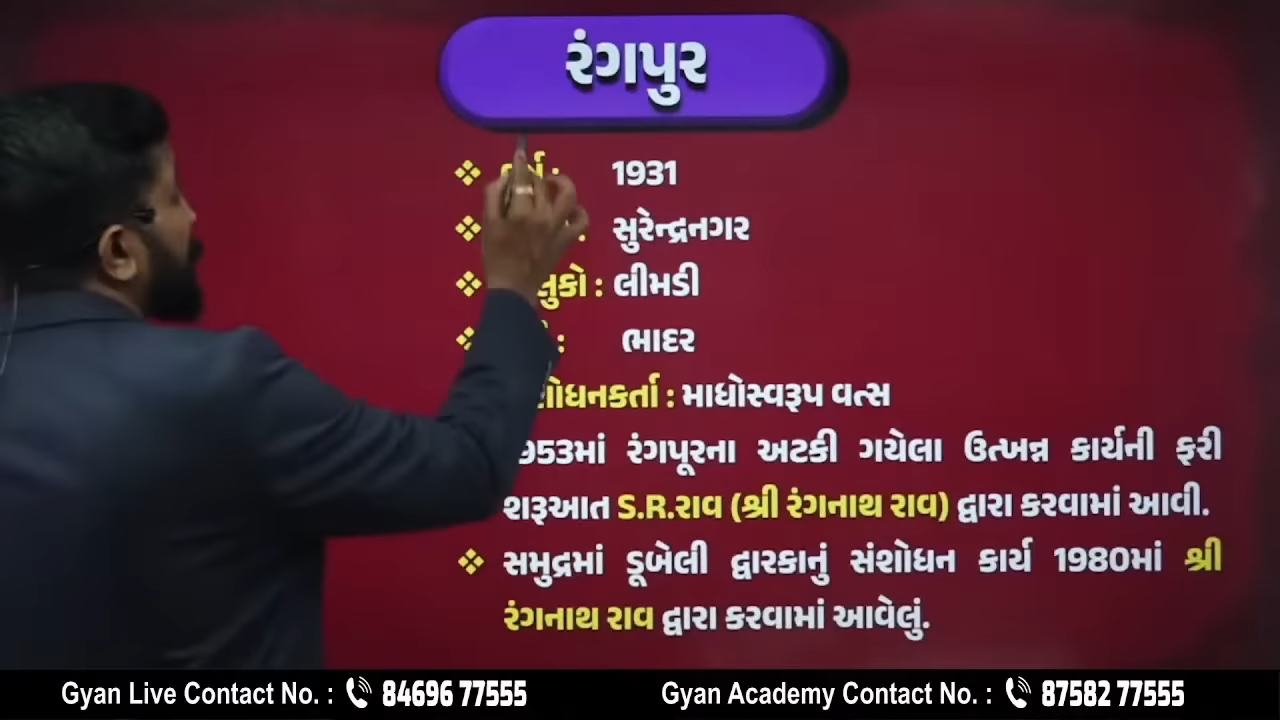 રંગપુર
: 1931
: સુરેન્દ્રનગર
: લીમડી
: ભાદર
: માધોસ્વરૂપ વત્સ
રંગપૂરના અટકી ગયેલા ઉત્ખન્ન કાર્યની ફરી
શરૂઆત S.R.રાવ (શ્રી રંગનાથ રાવ) દ્વારા કરવામાં આવી.
સમુદ્રમાં ડૂબેલી દ્વારકાનું સંશોધન કાર્ય 1980માં શ્રી
રંગનાથ રાવ દ્વારા કરવામાં આવેલું.
Gyan Live Contact No. : 84696 77555 Gyan Academy Contact No. : 87582 77555